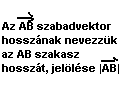 Az AB⃗ szabadvektor
hosszának nevezzük
az AB szakasz
hosszát, jelölése |AB⃗|